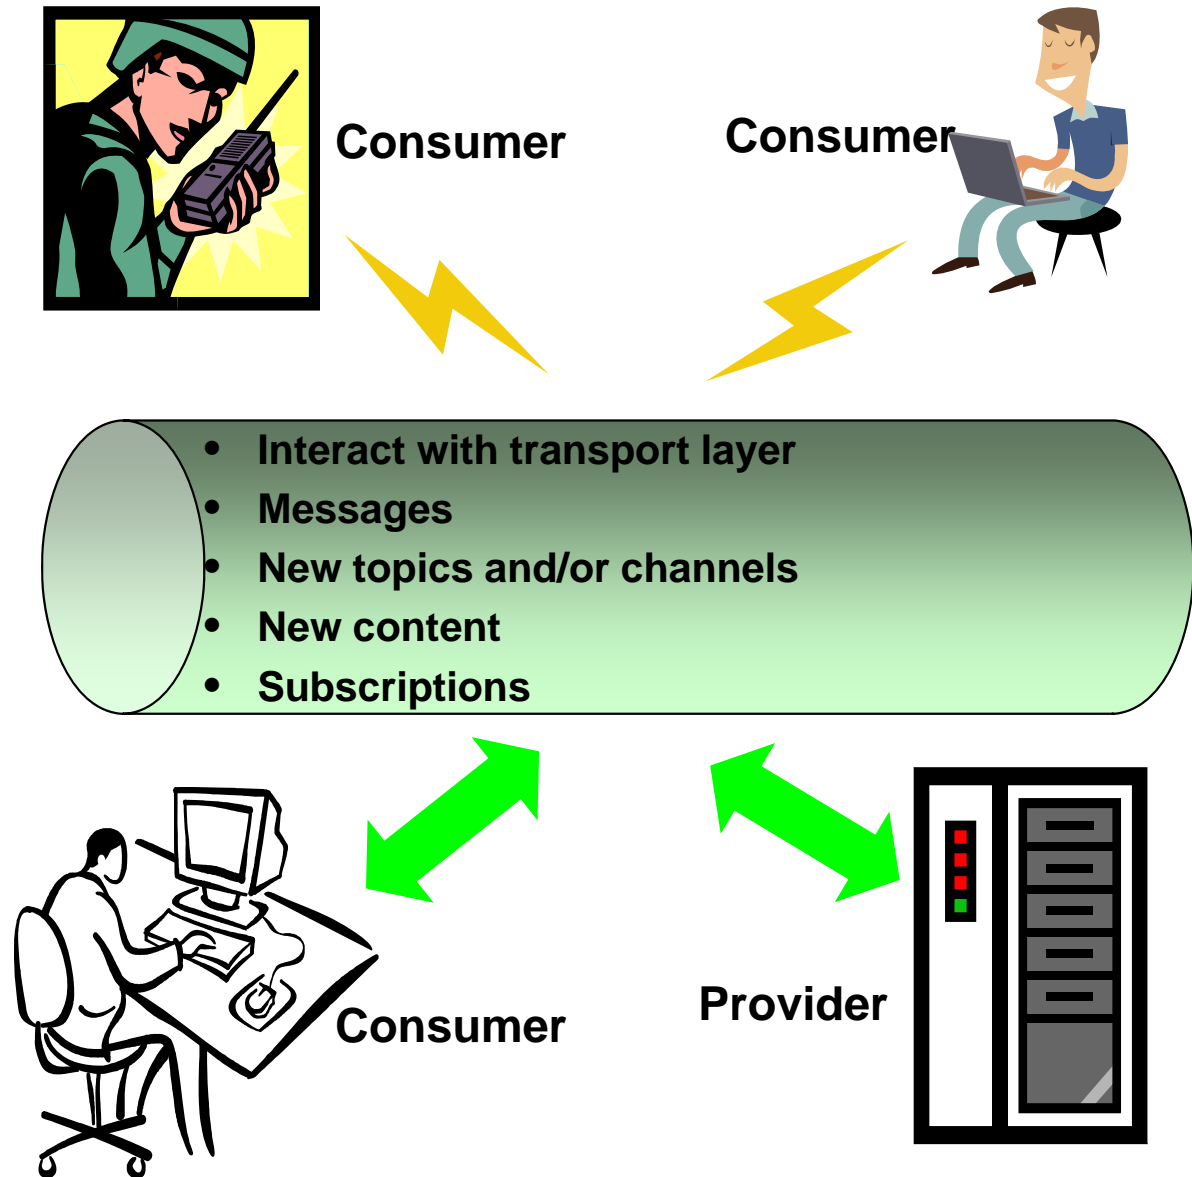 Consumer
Consumer
• Interact with transport layer
• Messages
• New topics and/or channels
• New content
• Subscriptions
Consumer
Provider